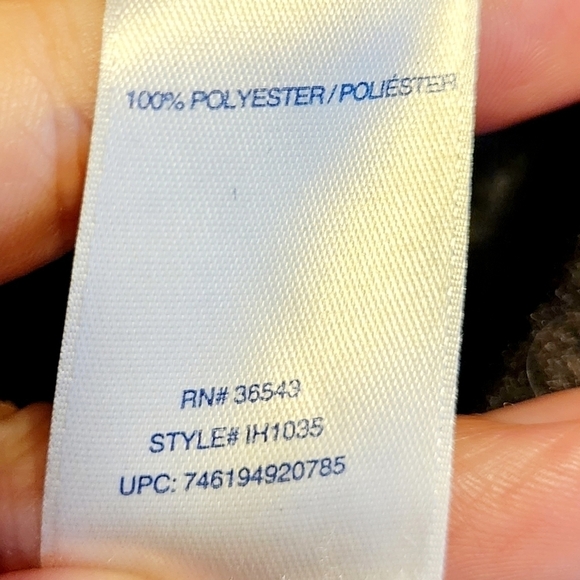 100% POLYESTER/POLIÉSTER
RN# 36543
STYLE# IH1035
UPC: 746194920785